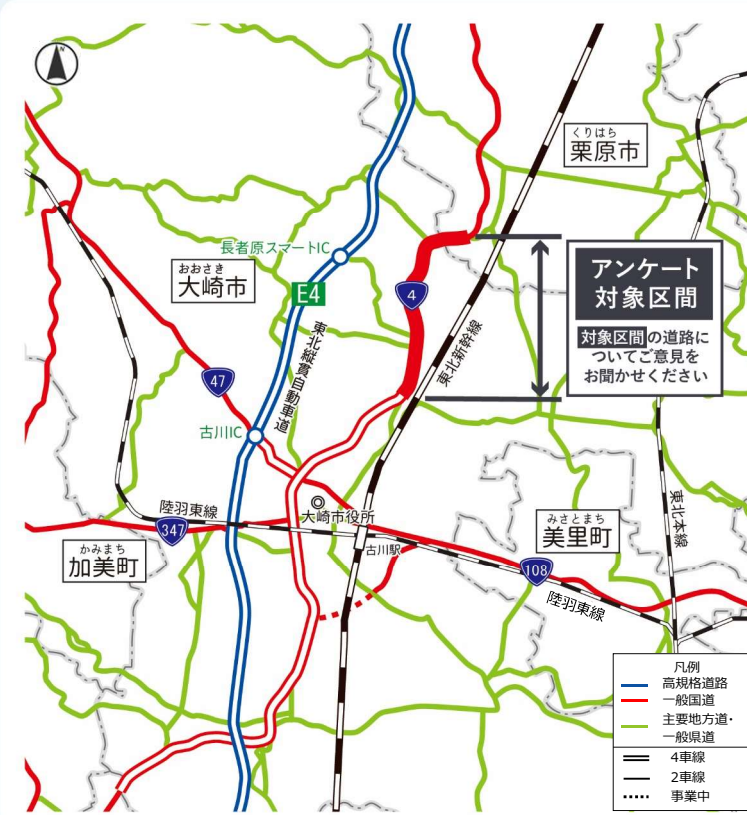 N
くりはら
栗原市
長者原スマートIC
おおさき
大崎市
E4
4
アンケート
対象区間
対象区間の道路に
ついてご意見を
お聞かせください
東北縦貫自動車道
東北新幹線
47
古川IC
大崎市役所
陸羽東線
347
古川駅
みさとまち
美里町
東北本線
かみまち
加美町
108
陸羽東線
凡例
高規格道路
一般国道
主要地方道・
一般県道
4車線
2車線
事業中